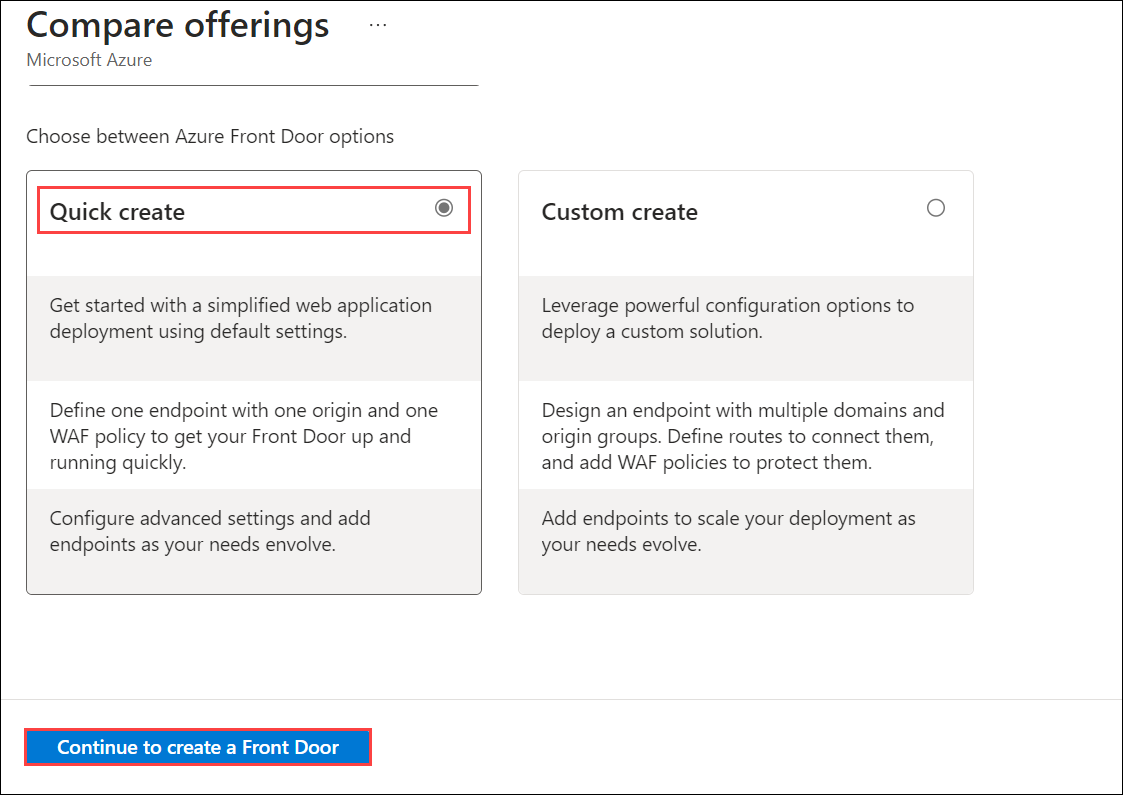 Compare offerings ...
Microsoft Azure
Choose between Azure Front Door options
Quick create
Get started with a simplified web application
deployment using default settings.
Define one endpoint with one origin and one
WAF policy to get your Front Door up and
running quickly.
Configure advanced settings and add
endpoints as your needs envolve.
Custom create
Leverage powerful configuration options to
deploy a custom solution.
Design an endpoint with multiple domains and
origin groups. Define routes to connect them,
and add WAF policies to protect them.
Add endpoints to scale your deployment as
your needs evolve.
Continue to create a Front Door